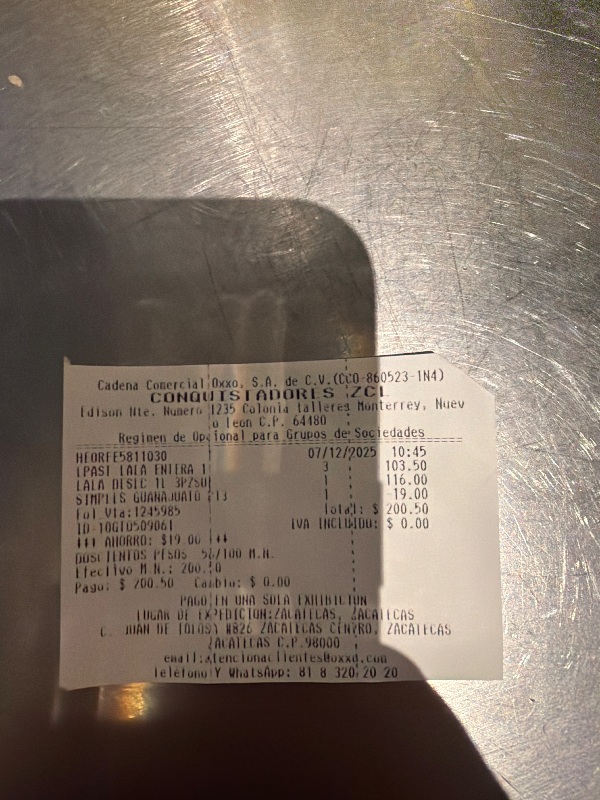 Cadena Comercial Oxxo, S.A. de C.V.(CCO-860523-1N4)
CONQUISTADORES ZCL
Edison Nte. Numero 1235 Colonia Talleres Monterrey, Nuev
o leon C.P. 64480
Regimen de Opcional para Grupos de Sociedades
07/12/2025 10:45
LALA ENTERA 1 3 103.50
LALA DESLC 1L 1 116.00
SIMPLIS GUANAJUATO 1 -19.00
Fol.Vta:1245985 Total: $ 200.50
ID-10GTO509061 IVA INCLUIDO: $ 0.00
AHORRO: $19.00
DOSCIENTOS PESOS 50/100 M.N.
Efectivo M.N.: 200.50
Pago: $ 200.50 Cambio: $ 0.00
PAGO EN UNA SOLA EXHIBICION
LUGAR DE EXPEDICION:ZACATECAS, ZACATECAS
C. JUAN DE TOLOSA #826 ZACATECAS CENTRO, ZACATECAS
ZACATECAS C.P.98000
email:atencionaclientes@oxxo.com
Telefono Y WhatsApp: 81 8 320 20 20